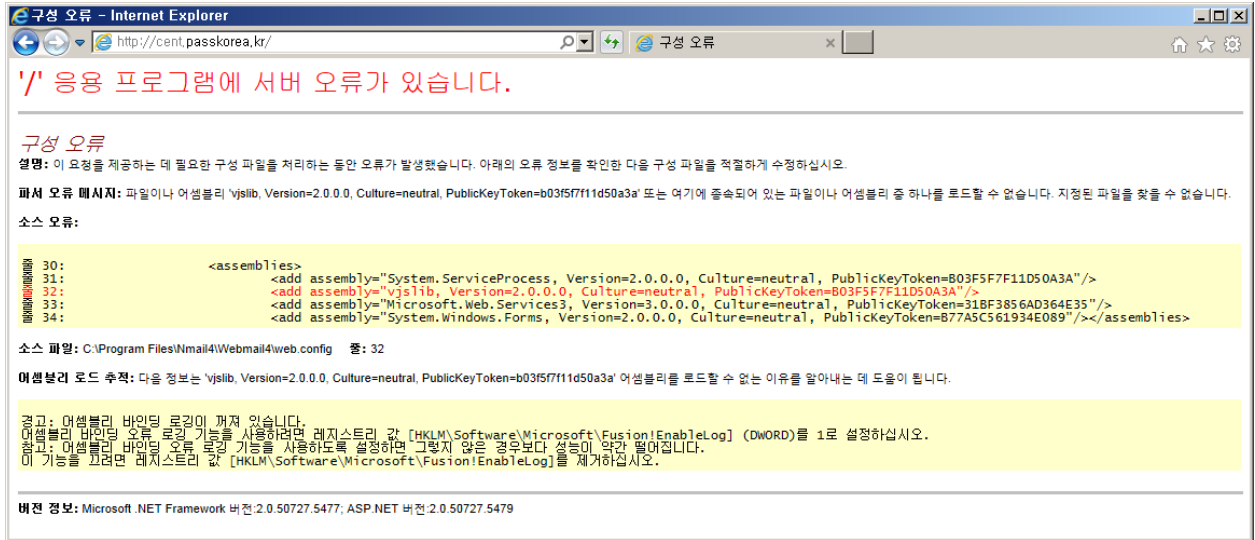 구성 오류 - Internet Explorer
http://cent.passkorea.kr/
구성 오류
'/' 응용 프로그램에 서버 오류가 있습니다.
구성 오류
설명: 이 요청을 제공하는 데 필요한 구성 파일을 처리하는 동안 오류가 발생했습니다. 아래의 오류 정보를 확인한 다음 구성 파일을 적절하게 수정하십시오.
파서 오류 메시지: 파일이나 어셈블리 'vjslib, Version=2.0.0.0, Culture=neutral, PublicKeyToken=b03f5f7f11d50a3a' 또는 여기에 종속되어 있는 파일이나 어셈블리 중 하나를 로드할 수 없습니다. 지정된 파일을 찾을 수 없습니다.
소스 오류:
줄 30: <assemblies>
줄 31: <add assembly="System.ServiceProcess, Version=2.0.0.0, Culture=neutral, PublicKeyToken=B03F5F7F11D50A3A"/>
줄 32: <add assembly="vjslib, Version=2.0.0.0, Culture=neutral, PublicKeyToken=B03F5F7F11D50A3A"/>
줄 33: <add assembly="Microsoft.Web.Services3, Version=3.0.0.0, Culture=neutral, PublicKeyToken=31BF3856AD364E35"/>
줄 34: <add assembly="System.Windows.Forms, Version=2.0.0.0, Culture=neutral, PublicKeyToken=B77A5C561934E089"/></assemblies>
소스 파일: C:\Program Files\Nmail4\Webmail4\web.config 줄: 32
어셈블리 로드 추적: 다음 정보는 'vjslib, Version=2.0.0.0, Culture=neutral, PublicKeyToken=b03f5f7f11d50a3a' 어셈블리를 로드할 수 없는 이유를 알아내는 데 도움이 됩니다.
경고: 어셈블리 바인딩 로깅이 꺼져 있습니다.
어셈블리 바인딩 오류 로깅 기능을 사용하려면 레지스트리 값 [HKLM\Software\Microsoft\Fusion!EnableLog] (DWORD)를 1로 설정하십시오.
참고: 어셈블리 바인딩 오류 로깅 기능을 사용하도록 설정하면 그렇지 않은 경우보다 성능이 약간 떨어집니다.
이 기능을 끄려면 레지스트리 값 [HKLM\Software\Microsoft\Fusion!EnableLog]를 제거하십시오.
버전 정보: Microsoft .NET Framework 버전:2.0.50727.5477; ASP.NET 버전:2.0.50727.5479